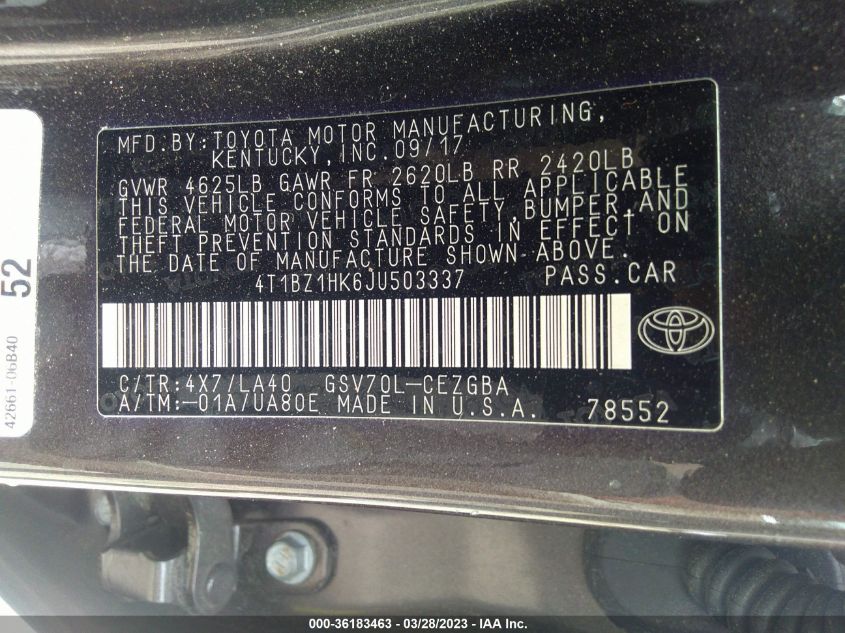 MFD.BY:TOYOTA MOTOR MANUFACTURING,
KENTUCKY,INC.09/17
GVWR 4625LB GAWR FR 2620LB RR 2420LB
THIS VEHICLE CONFORMS TO ALL APPLICABLE
FEDERAL MOTOR VEHICLE SAFETY,BUMPER,AND
THEFT PREVENTION STANDARDS IN EFFECT ON
THE DATE OF MANUFACTURE SHOWN ABOVE.
4T1BZ1HK6JU503337 PASS.CAR
C/TR:4X7/LA40 GSV70L-CEZGBA
A/TM:-01A/UA80E MADE IN U.S.A. 78552
52
42661-06B40
000-36183463 - 03/28/2023 - IAA Inc.